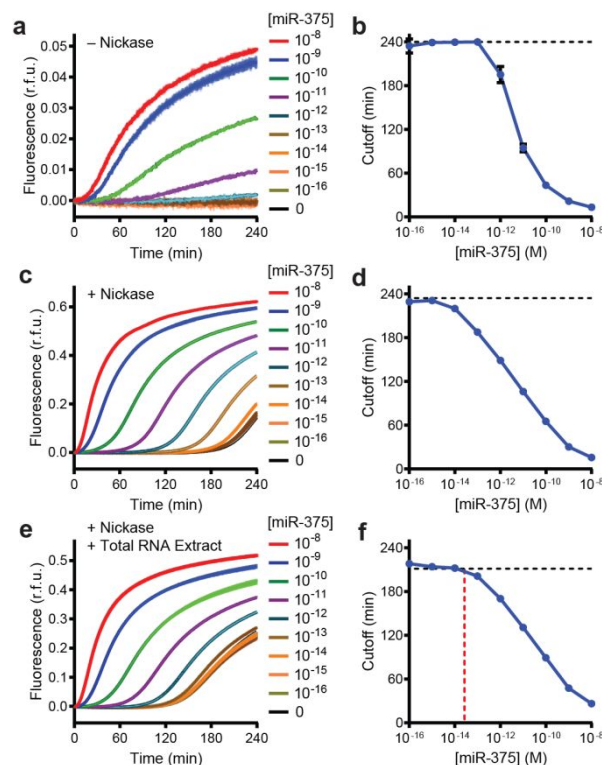 a
– Nickase
[miR-375]
10⁻⁸
10⁻⁹
10⁻¹⁰
10⁻¹¹
10⁻¹²
10⁻¹³
10⁻¹⁴
10⁻¹⁵
10⁻¹⁶
0
Fluorescence (r.f.u.)
0.05
0.04
0.03
0.02
0.01
0.00
0 60 120 180 240
Time (min)
b
Cutoff (min)
240
180
120
60
0
10⁻¹⁶ 10⁻¹⁴ 10⁻¹² 10⁻¹⁰ 10⁻⁸
[miR-375] (M)
c
+ Nickase
[miR-375]
10⁻⁸
10⁻⁹
10⁻¹⁰
10⁻¹¹
10⁻¹²
10⁻¹³
10⁻¹⁴
10⁻¹⁵
10⁻¹⁶
0
Fluorescence (r.f.u.)
0.6
0.4
0.2
0.0
0 60 120 180 240
Time (min)
d
Cutoff (min)
240
180
120
60
0
10⁻¹⁶ 10⁻¹⁴ 10⁻¹² 10⁻¹⁰ 10⁻⁸
[miR-375] (M)
e
+ Nickase
+ Total RNA Extract
[miR-375]
10⁻⁸
10⁻⁹
10⁻¹⁰
10⁻¹¹
10⁻¹²
10⁻¹³
10⁻¹⁴
10⁻¹⁵
10⁻¹⁶
0
Fluorescence (r.f.u.)
0.5
0.4
0.3
0.2
0.1
0.0
0 60 120 180 240
Time (min)
f
Cutoff (min)
240
180
120
60
0
10⁻¹⁶ 10⁻¹⁴ 10⁻¹² 10⁻¹⁰ 10⁻⁸
[miR-375] (M)